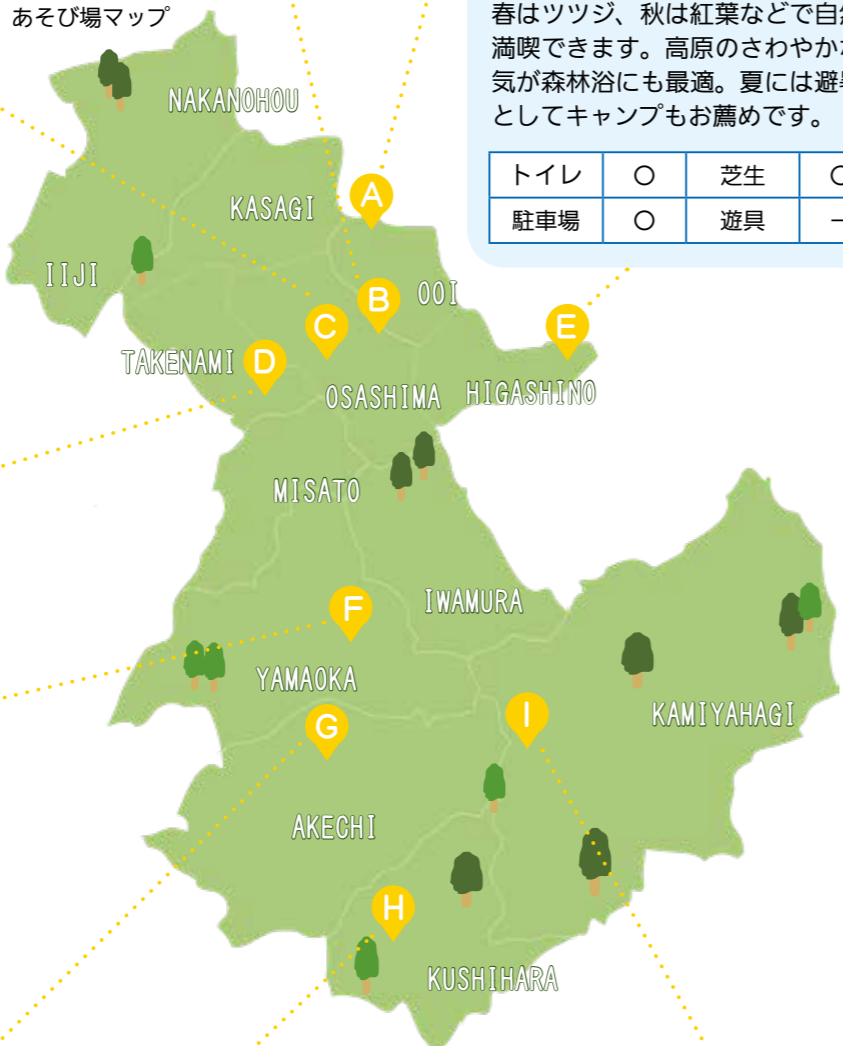 あそび場マップ
春はツツジ、秋は紅葉などで自然
満喫できます。高原のさわやかな
気が森林浴にも最適。夏には避暑
としてキャンプもお薦めです。
トイレ ○ 芝生 ○
駐車場 ○ 遊具 −
NAKANOHOU
KASAGI
A
IIJI
B
OOI
C
E
TAKENAMI
D
OSASHIMA
HIGASHINO
MISATO
F
IWAMURA
YAMAOKA
G
I
KAMIYAHAGI
AKECHI
H
KUSHIHARA